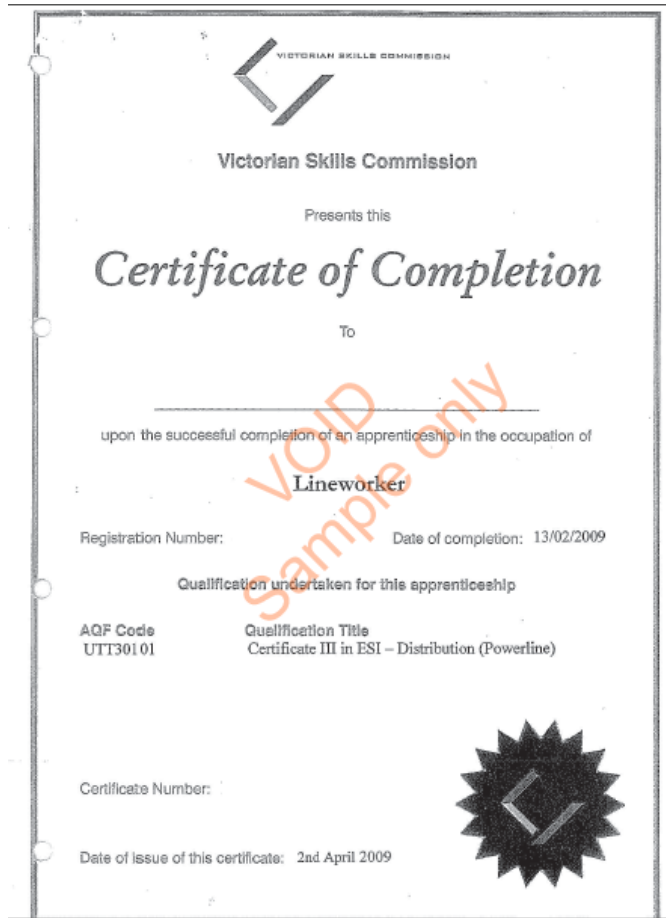 VICTORIAN SKILLS COMMISSION
Victorian Skills Commission
Presents this
Certificate of Completion
To
upon the successful completion of an apprenticeship in the occupation of
Lineworker
VOID
Sample only
Registration Number:
Date of completion: 13/02/2009
Qualification undertaken for this apprenticeship
AQF Code Qualification Title
UTT30101 Certificate III in ESI – Distribution (Powerline)
Certificate Number:
Date of issue of this certificate: 2nd April 2009